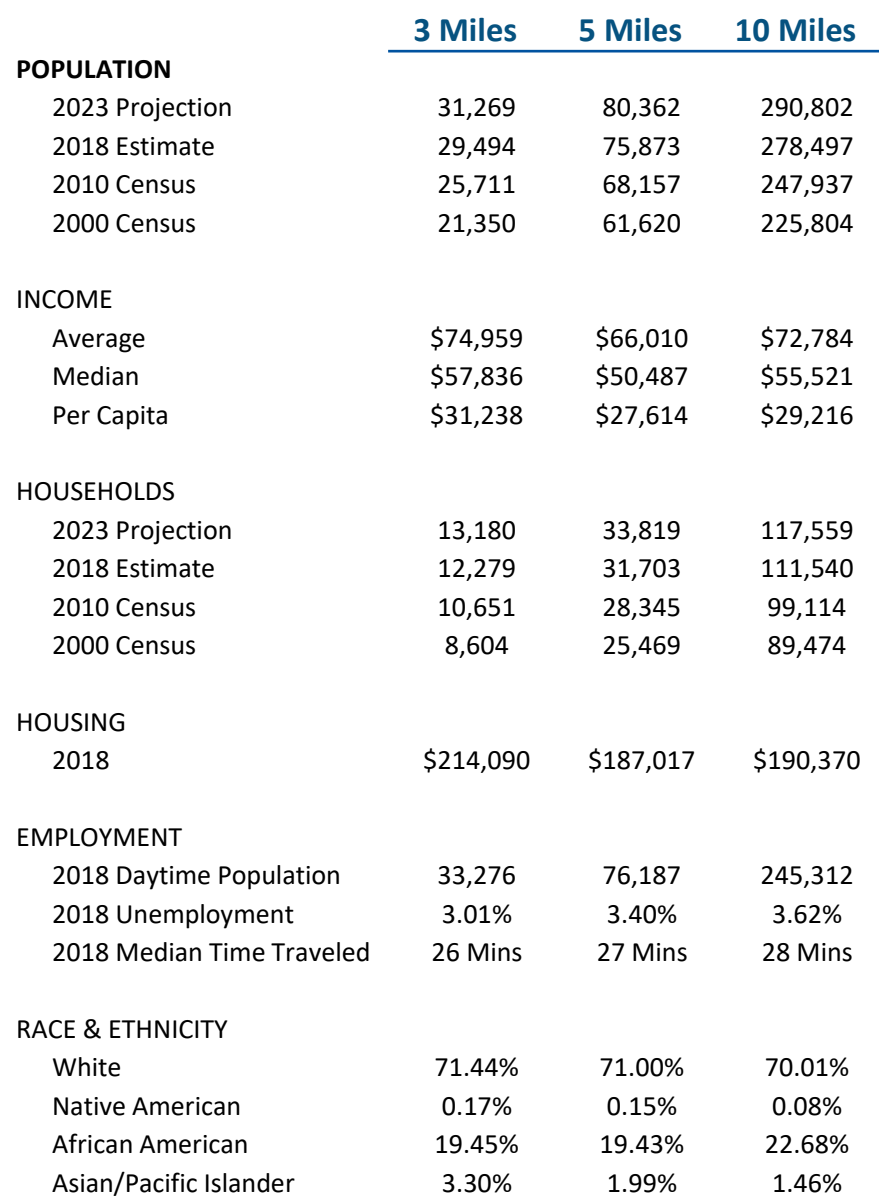 3 Miles 5 Miles 10 Miles
POPULATION
2023 Projection 31,269 80,362 290,802
2018 Estimate 29,494 75,873 278,497
2010 Census 25,711 68,157 247,937
2000 Census 21,350 61,620 225,804
INCOME
Average $74,959 $66,010 $72,784
Median $57,836 $50,487 $55,521
Per Capita $31,238 $27,614 $29,216
HOUSEHOLDS
2023 Projection 13,180 33,819 117,559
2018 Estimate 12,279 31,703 111,540
2010 Census 10,651 28,345 99,114
2000 Census 8,604 25,469 89,474
HOUSING
2018 $214,090 $187,017 $190,370
EMPLOYMENT
2018 Daytime Population 33,276 76,187 245,312
2018 Unemployment 3.01% 3.40% 3.62%
2018 Median Time Traveled 26 Mins 27 Mins 28 Mins
RACE & ETHNICITY
White 71.44% 71.00% 70.01%
Native American 0.17% 0.15% 0.08%
African American 19.45% 19.43% 22.68%
Asian/Pacific Islander 3.30% 1.99% 1.46%